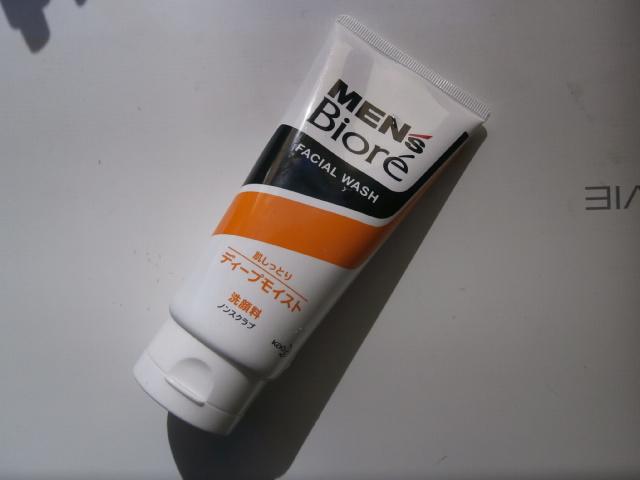 MEN's
Bioré
FACIAL WASH
肌しっとり
ディープモイスト
洗顔料
ノンスクラブ